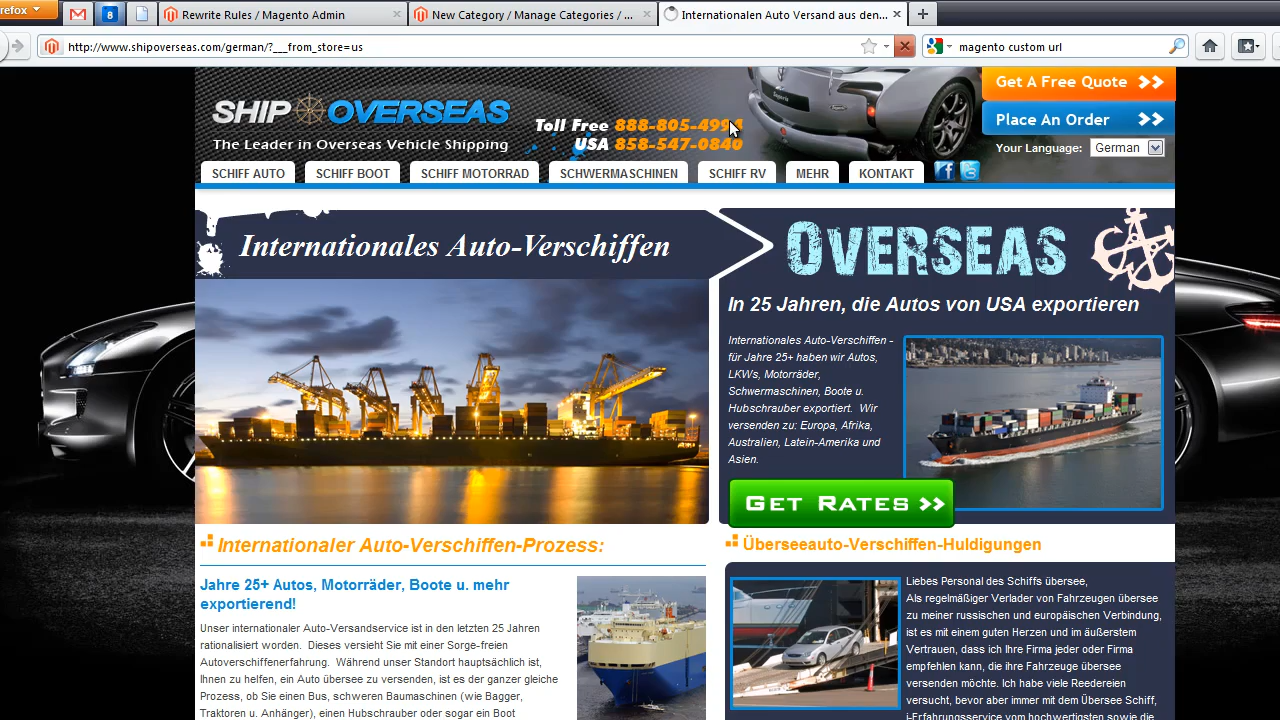 refox
8
Rewrite Rules / Magento Admin
New Category / Manage Categories / ...
Internationalen Auto Versand aus den...
http://www.shipoverseas.com/german/?___from_store=us
magento custom url
SHIP OVERSEAS
The Leader in Overseas Vehicle Shipping
Toll Free 888-805-4994
USA 858-547-0840
Get A Free Quote
Place An Order
Your Language: German
SCHIFF AUTO
SCHIFF BOOT
SCHIFF MOTORRAD
SCHWERMASCHINEN
SCHIFF RV
MEHR
KONTAKT
Internationales Auto-Verschiffen
OVERSEAS
In 25 Jahren, die Autos von USA exportieren
Internationales Auto-Verschiffen -
für Jahre 25+ haben wir Autos,
LKWs, Motorräder,
Schwermaschinen, Boote u.
Hubschrauber exportiert. Wir
versenden zu: Europa, Afrika,
Australien, Latein-Amerika und
Asien.
GET RATES
Internationaler Auto-Verschiffen-Prozess:
Jahre 25+ Autos, Motorräder, Boote u. mehr
exportierend!
Unser internationaler Auto-Versandservice ist in den letzten 25 Jahren
rationalisiert worden. Dieses versieht Sie mit einer Sorge-freien
Autoverschiffenerfahrung. Während unser Standort hauptsächlich ist,
Ihnen zu helfen, ein Auto übersee zu versenden, ist es der ganzer gleiche
Prozess, ob Sie einen Bus, schweren Baumaschinen (wie Bagger,
Traktoren u. Anhänger), einen Hubschrauber oder sogar ein Boot
Überseeauto-Verschiffen-Huldigungen
Liebes Personal des Schiffs übersee,
Als regelmäßiger Verlader von Fahrzeugen übersee
zu meiner russischen und europäischen Verbindung,
ist es mit einem guten Herzen und im äußerstem
Vertrauen, dass ich Ihre Firma jeder oder Firma
empfehlen kann, die ihre Fahrzeuge übersee
versenden möchte. Ich habe viele Reedereien
versucht, bevor aber immer mit dem Übersee Schiff,
i-Erfahrungsservice vom hochwertigsten sowie die